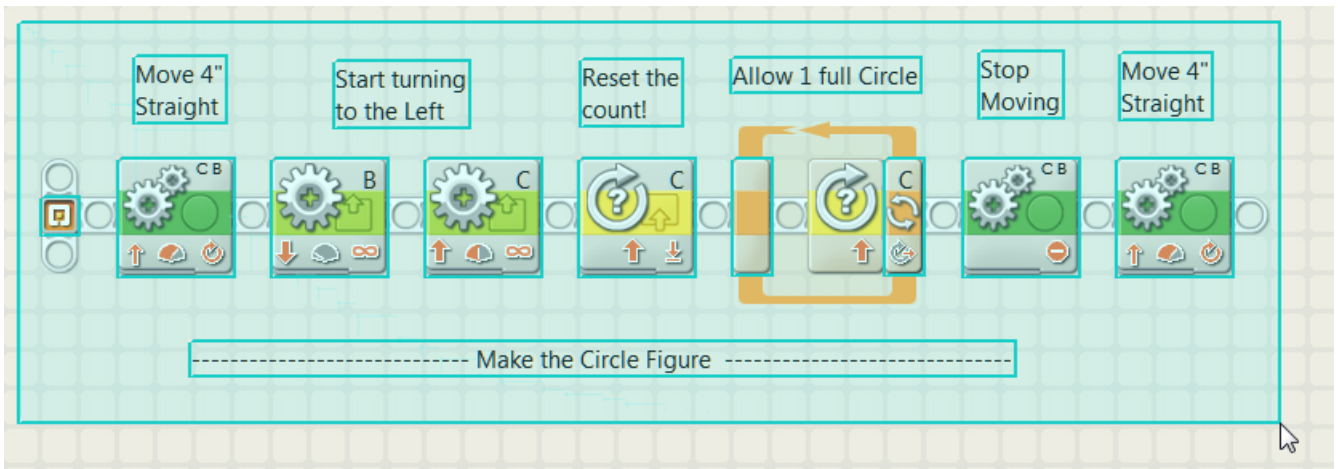 Move 4"
Straight
Start turning
to the Left
Reset the
count!
Allow 1 full Circle
Stop
Moving
Move 4"
Straight
C B
B
C
C
C
C B
C B
---------------------------- Make the Circle Figure -----------------------------